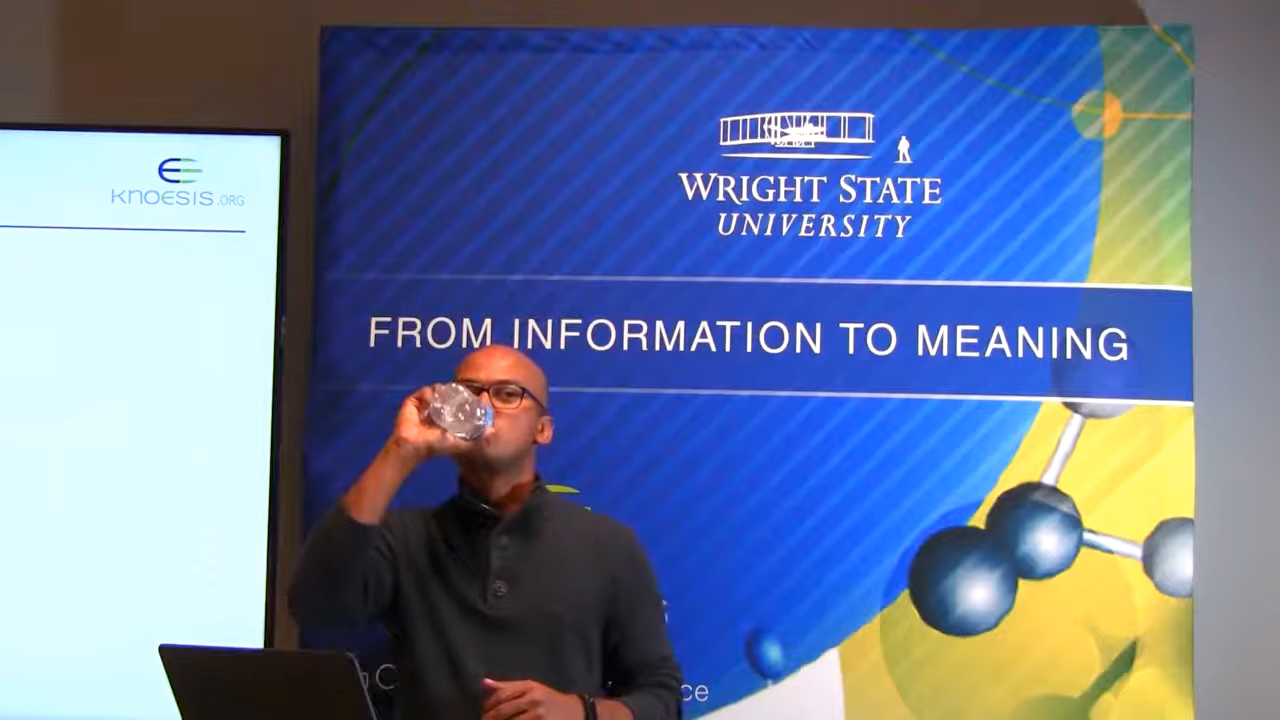 KNOESIS.ORG
WRIGHT STATE
UNIVERSITY
FROM INFORMATION TO MEANING